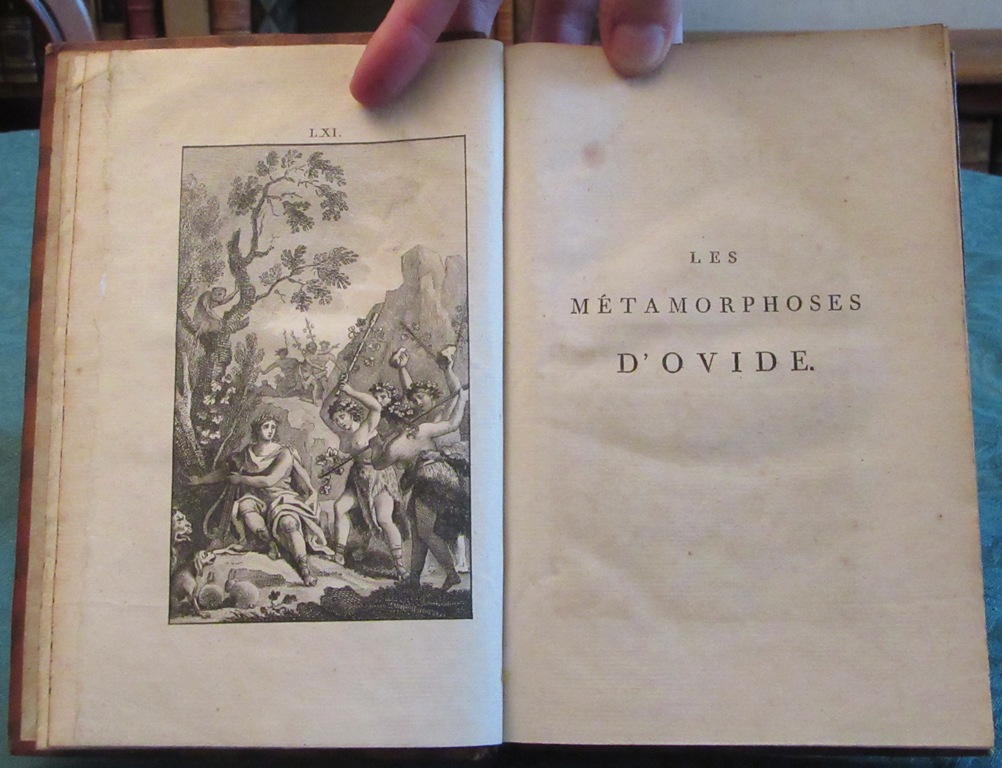 LXI.
LES
MÉTAMORPHOSES
D'OVIDE.